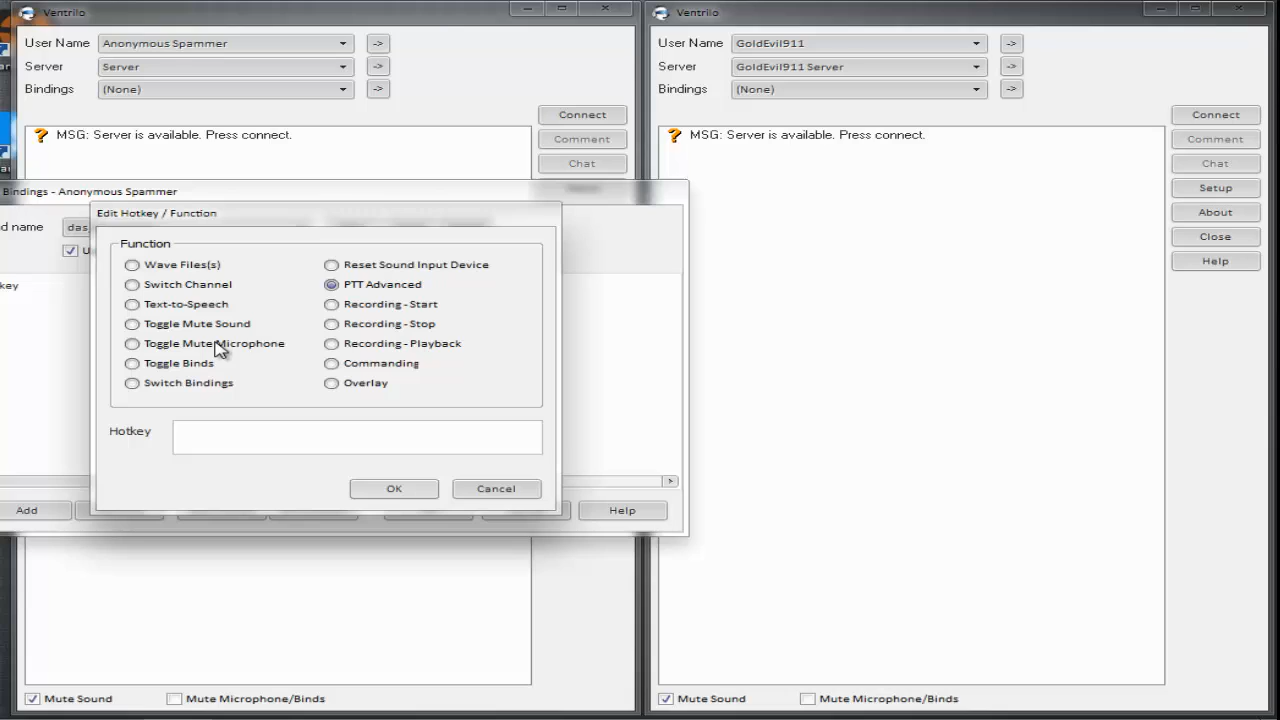 Ventrilo
User Name Anonymous Spammer ->
Server Server ->
Bindings (None) ->
Connect
MSG: Server is available. Press connect.
Comment
Chat
Bindings - Anonymous Spammer
d name das
Edit Hotkey / Function
Function
Wave Files(s)
Switch Channel
Text-to-Speech
Toggle Mute Sound
Toggle Mute Microphone
Toggle Binds
Switch Bindings
Reset Sound Input Device
PTT Advanced
Recording - Start
Recording - Stop
Recording - Playback
Commanding
Overlay
Hotkey
OK Cancel
U
key
Add Help
Mute Sound Mute Microphone/Binds
Ventrilo
User Name GoldEvil911 ->
Server GoldEvil911 Server ->
Bindings (None) ->
MSG: Server is available. Press connect.
Connect
Comment
Chat
Setup
About
Close
Help
Mute Sound Mute Microphone/Binds